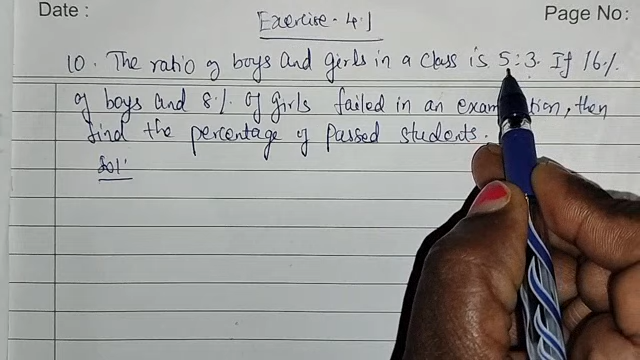 Date :
Page No:
Exercise - 4.1
10. The ratio of boys and girls in a class is 5:3. If 16%
of boys and 8% of girls failed in an examation, then
find the percentage of passed students.
Sol: